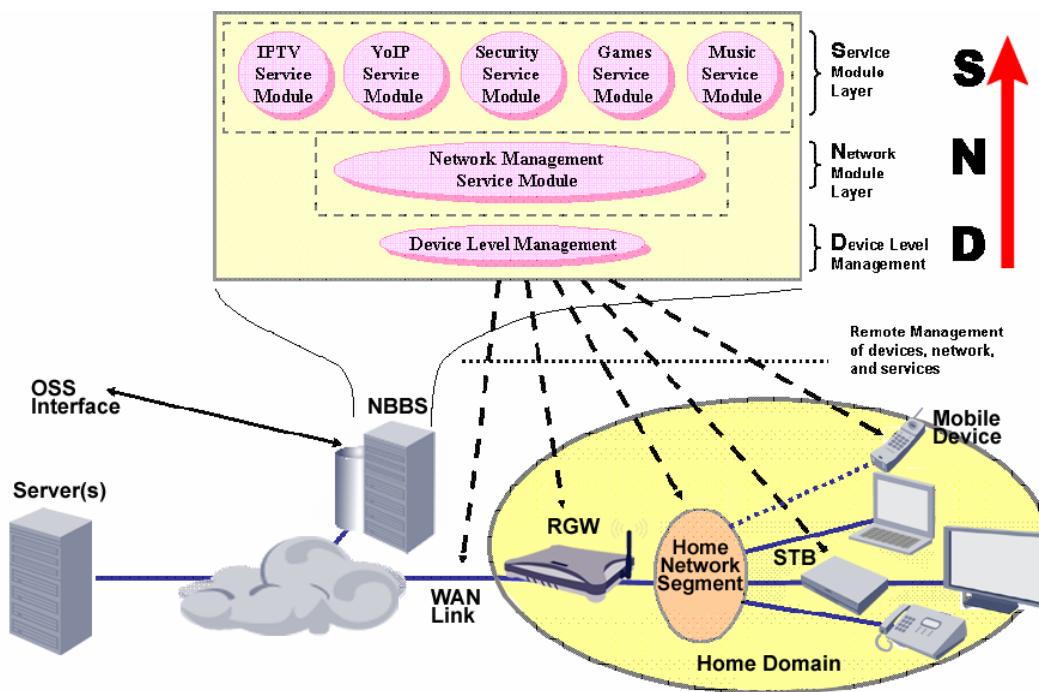 IPTV
Service
Module
VoIP
Service
Module
Security
Service
Module
Games
Service
Module
Music
Service
Module
Service
Module
Layer
S
Network Management
Service Module
Network
Module
Layer
N
Device Level Management
Device Level
Management
D
Remote Management
of devices, network,
and services
OSS
Interface
NBBS
Mobile
Device
Server(s)
RGW
Home
Network
Segment
STB
WAN
Link
Home Domain